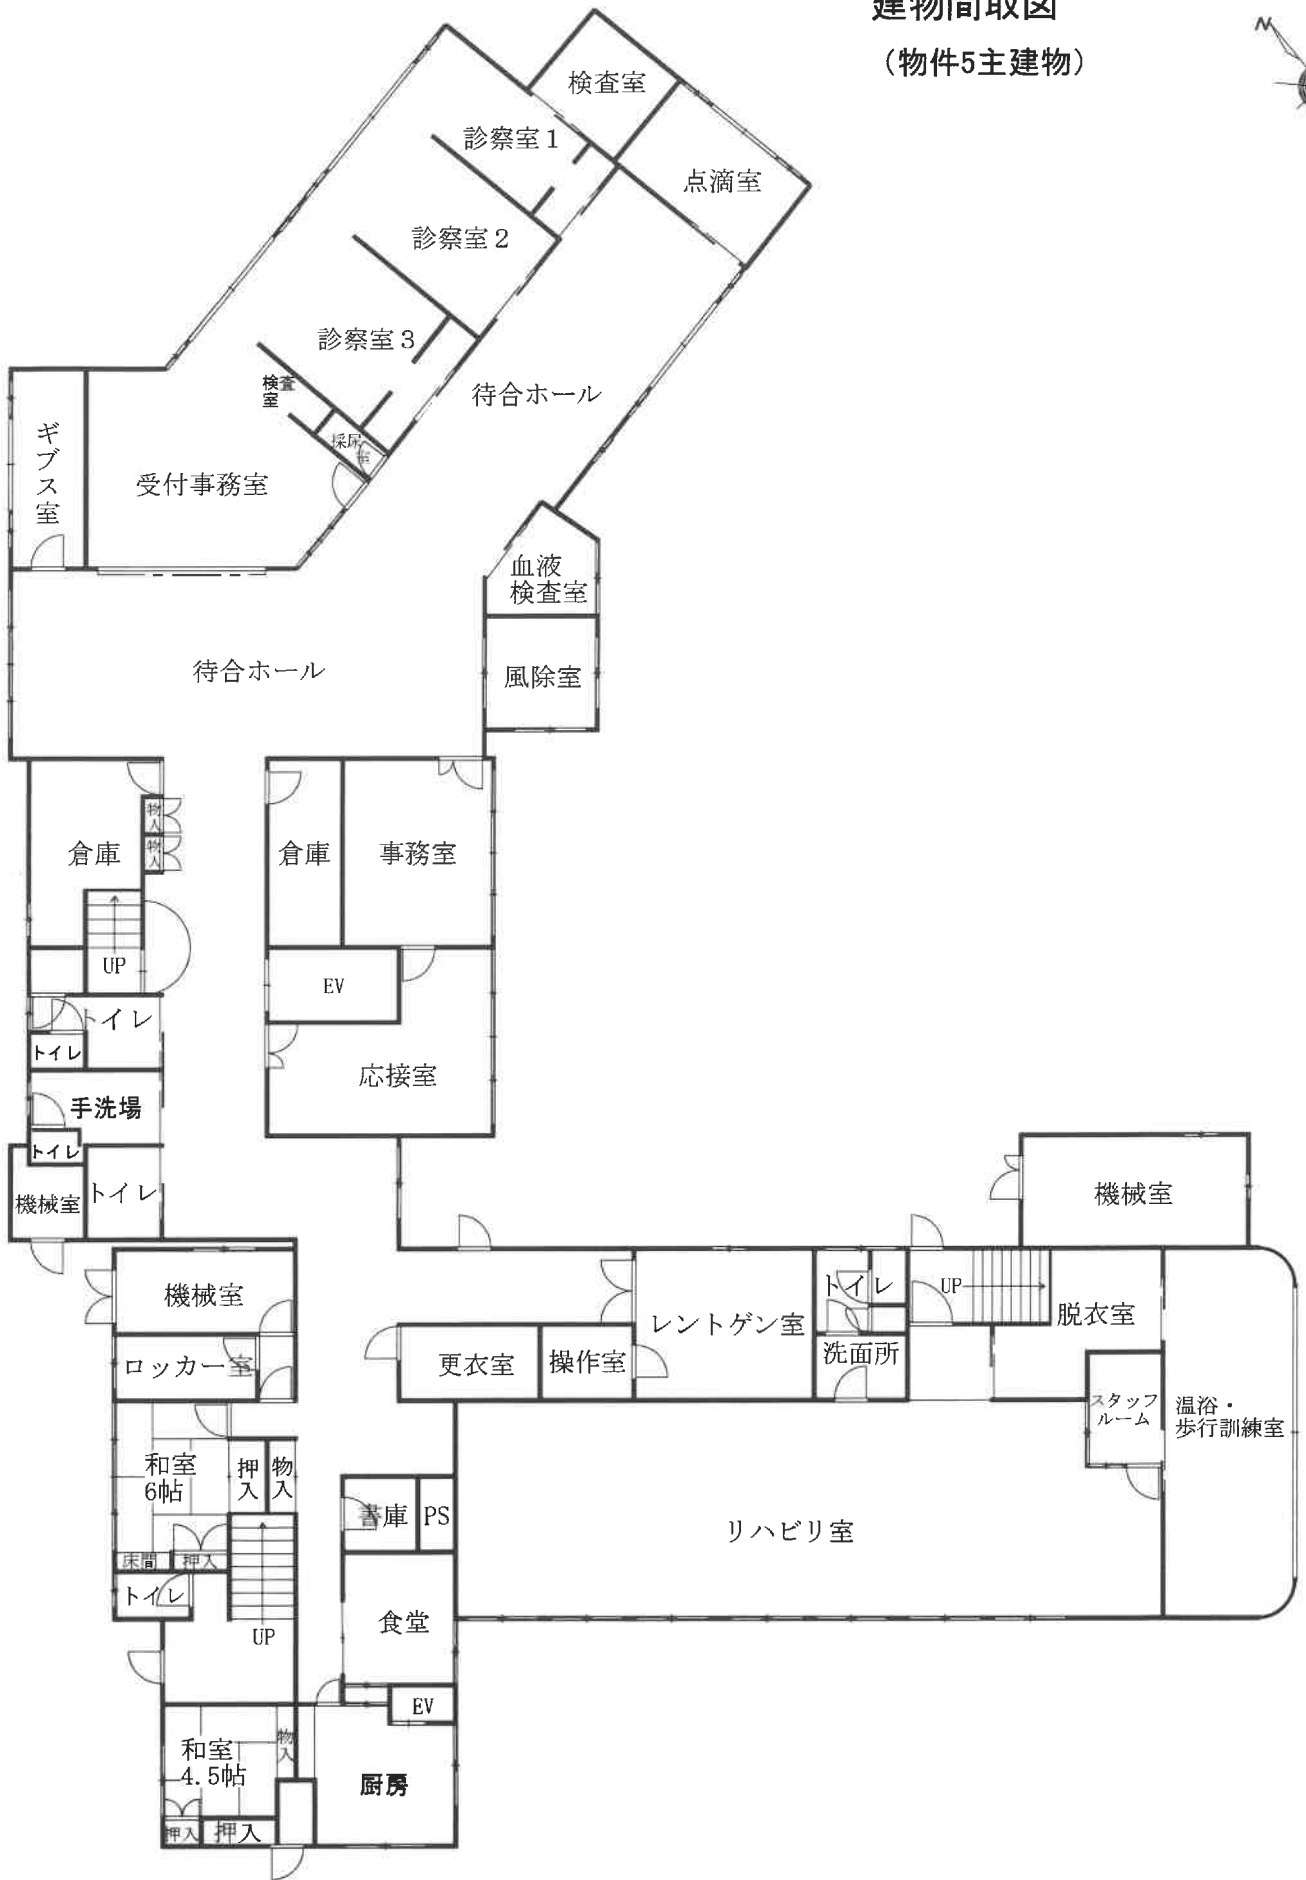 建物間取図
（物件5主建物）
N
検査室
診察室1
点滴室
診察室2
診察室3
検査
室
待合ホール
採尿
室
ギプス室
受付事務室
血液
検査室
待合ホール
風除室
物入
物入
倉庫
倉庫
事務室
UP
EV
トイレ
トイレ
応接室
手洗場
トイレ
機械室
トイレ
機械室
機械室
レントゲン室
トイレ
UP
脱衣室
ロッカー室
更衣室
操作室
洗面所
スタッフ
ルーム
温浴・
歩行訓練室
和室
6帖
押入
物入
書庫
PS
リハビリ室
床間
押入
トイレ
食堂
UP
EV
和室
4.5帖
物入
厨房
押入
押入